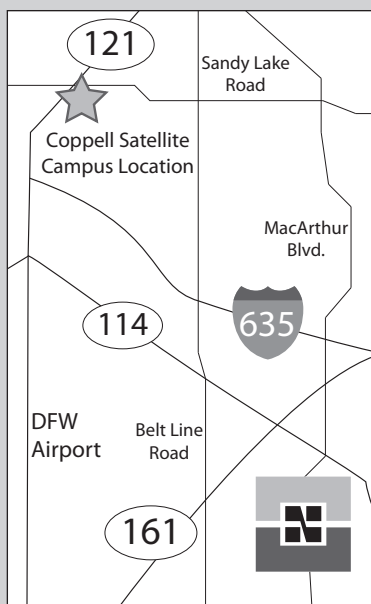 121
Sandy Lake
Road
Coppell Satellite
Campus Location
MacArthur
Blvd.
635
114
DFW
Airport
Belt Line
Road
161